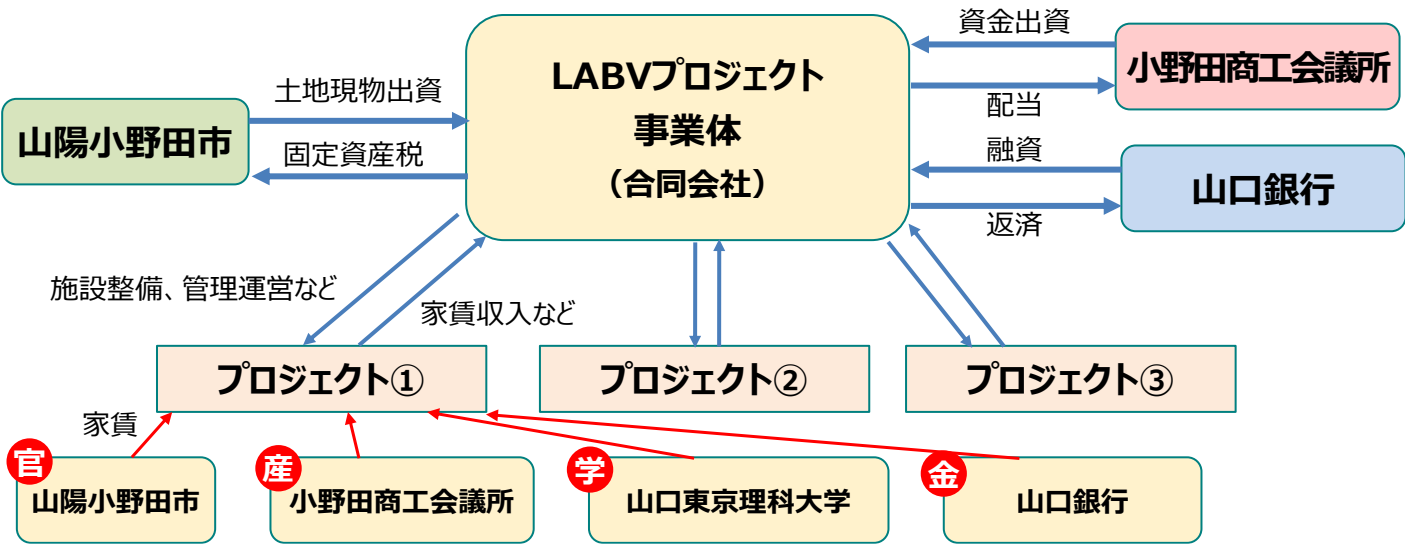 資金出資
LABVプロジェクト
事業体
（合同会社）
小野田商工会議所
土地現物出資
配当
山陽小野田市
固定資産税
融資
山口銀行
返済
施設整備、管理運営など
家賃収入など
プロジェクト①
プロジェクト②
プロジェクト③
家賃
官
産
学
金
山陽小野田市
小野田商工会議所
山口東京理科大学
山口銀行